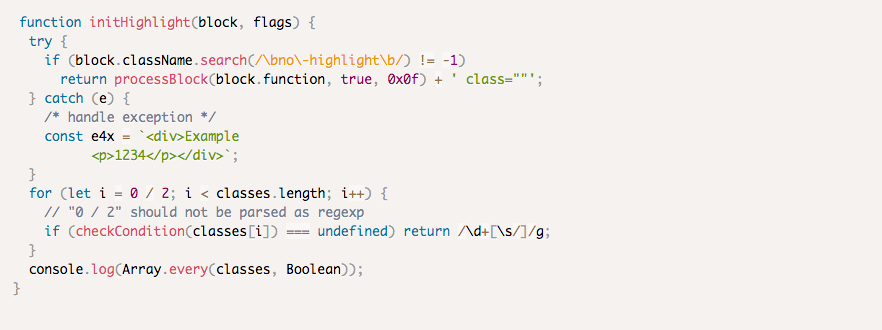 function initHighlight(block, flags) {
  try {
    if (block.className.search(/\bno\-highlight\b/) != -1)
      return processBlock(block.function, true, 0x0f) + ' class=""';
  } catch (e) {
    /* handle exception */
    const e4x = `<div>Example
          <p>1234</p></div>`;
  }
  for (let i = 0 / 2; i < classes.length; i++) {
    // "0 / 2" should not be parsed as regexp
    if (checkCondition(classes[i]) === undefined) return /\d+[\s/]/g;
  }
  console.log(Array.every(classes, Boolean));
}